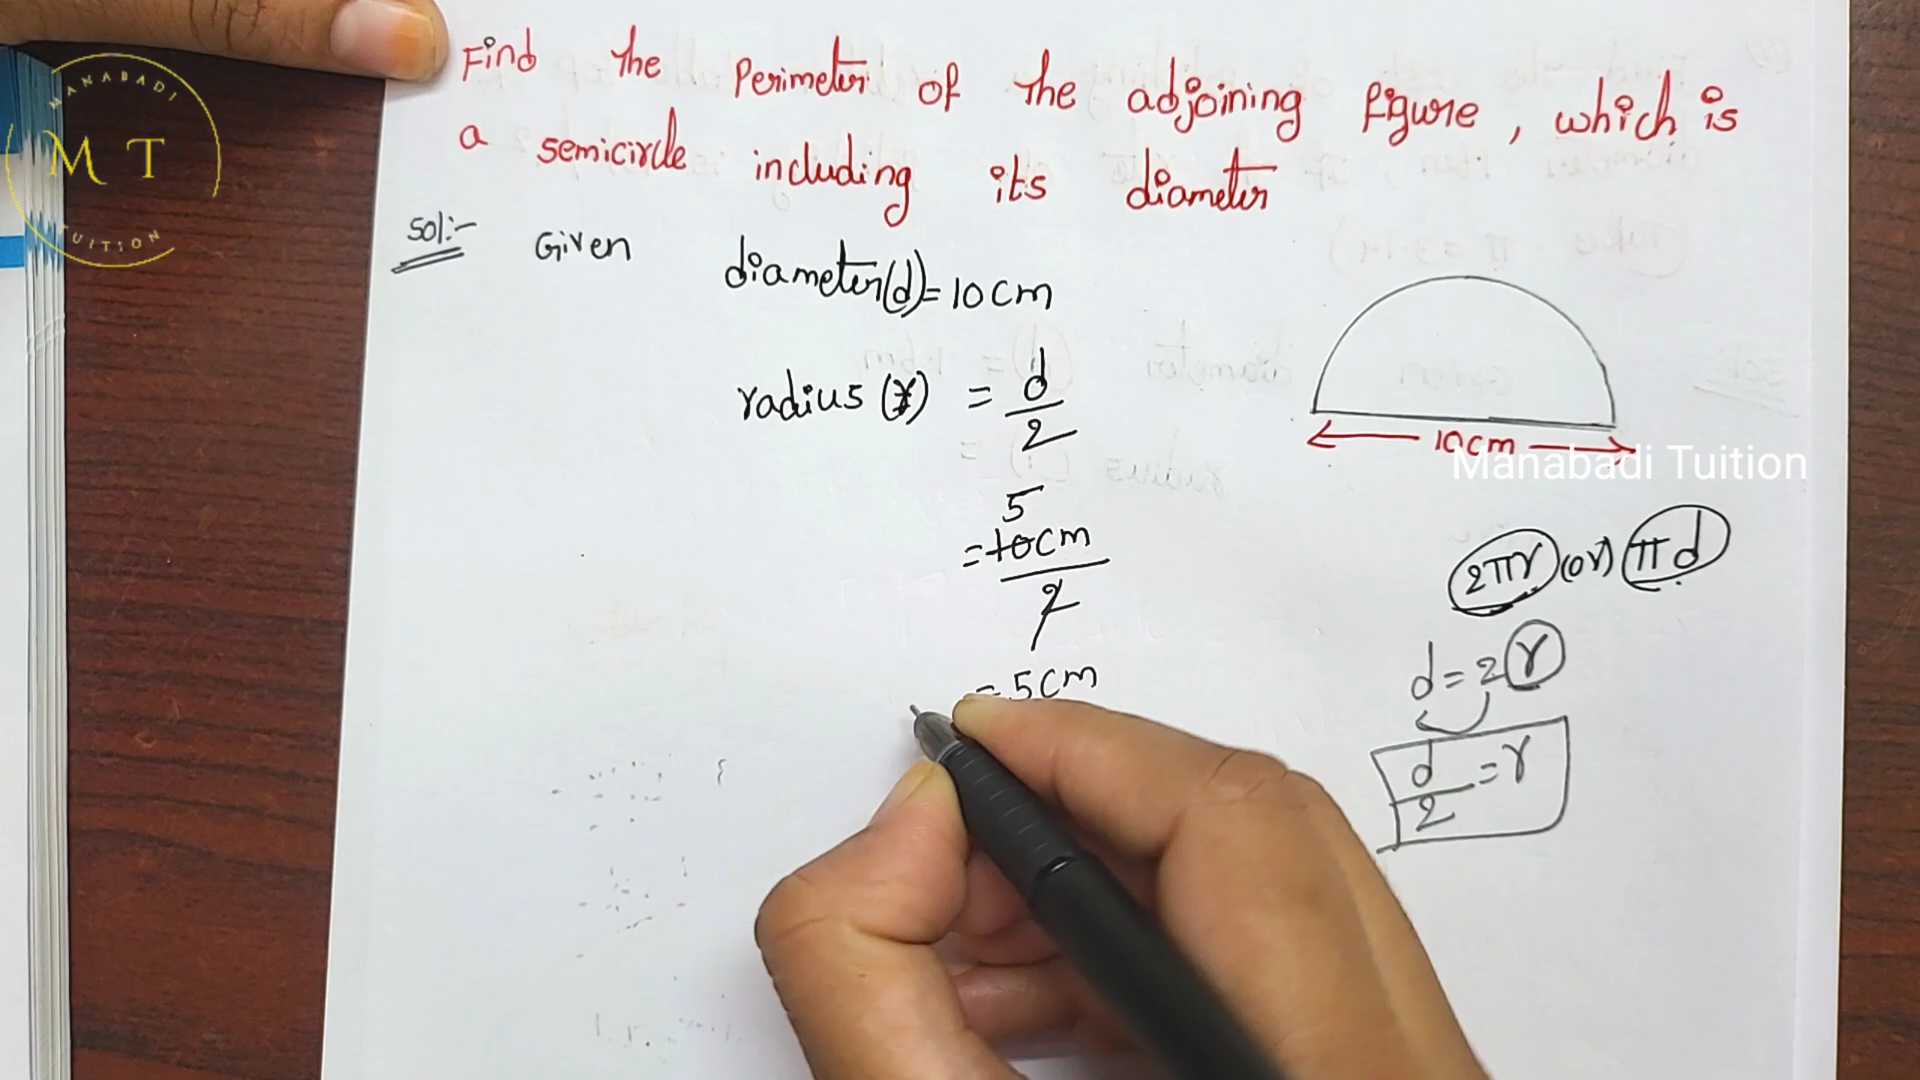 MANABADI
M T
TUITION
Find the Perimeter of the adjoining figure, which is
a semicircle including its diameter
Sol:- Given diameter(d)=10cm
radius (r) = d/2
5
=10cm/2
=5cm
10cm
Manabadi Tuition
2πr (or) πd
d=2r
d/2=r